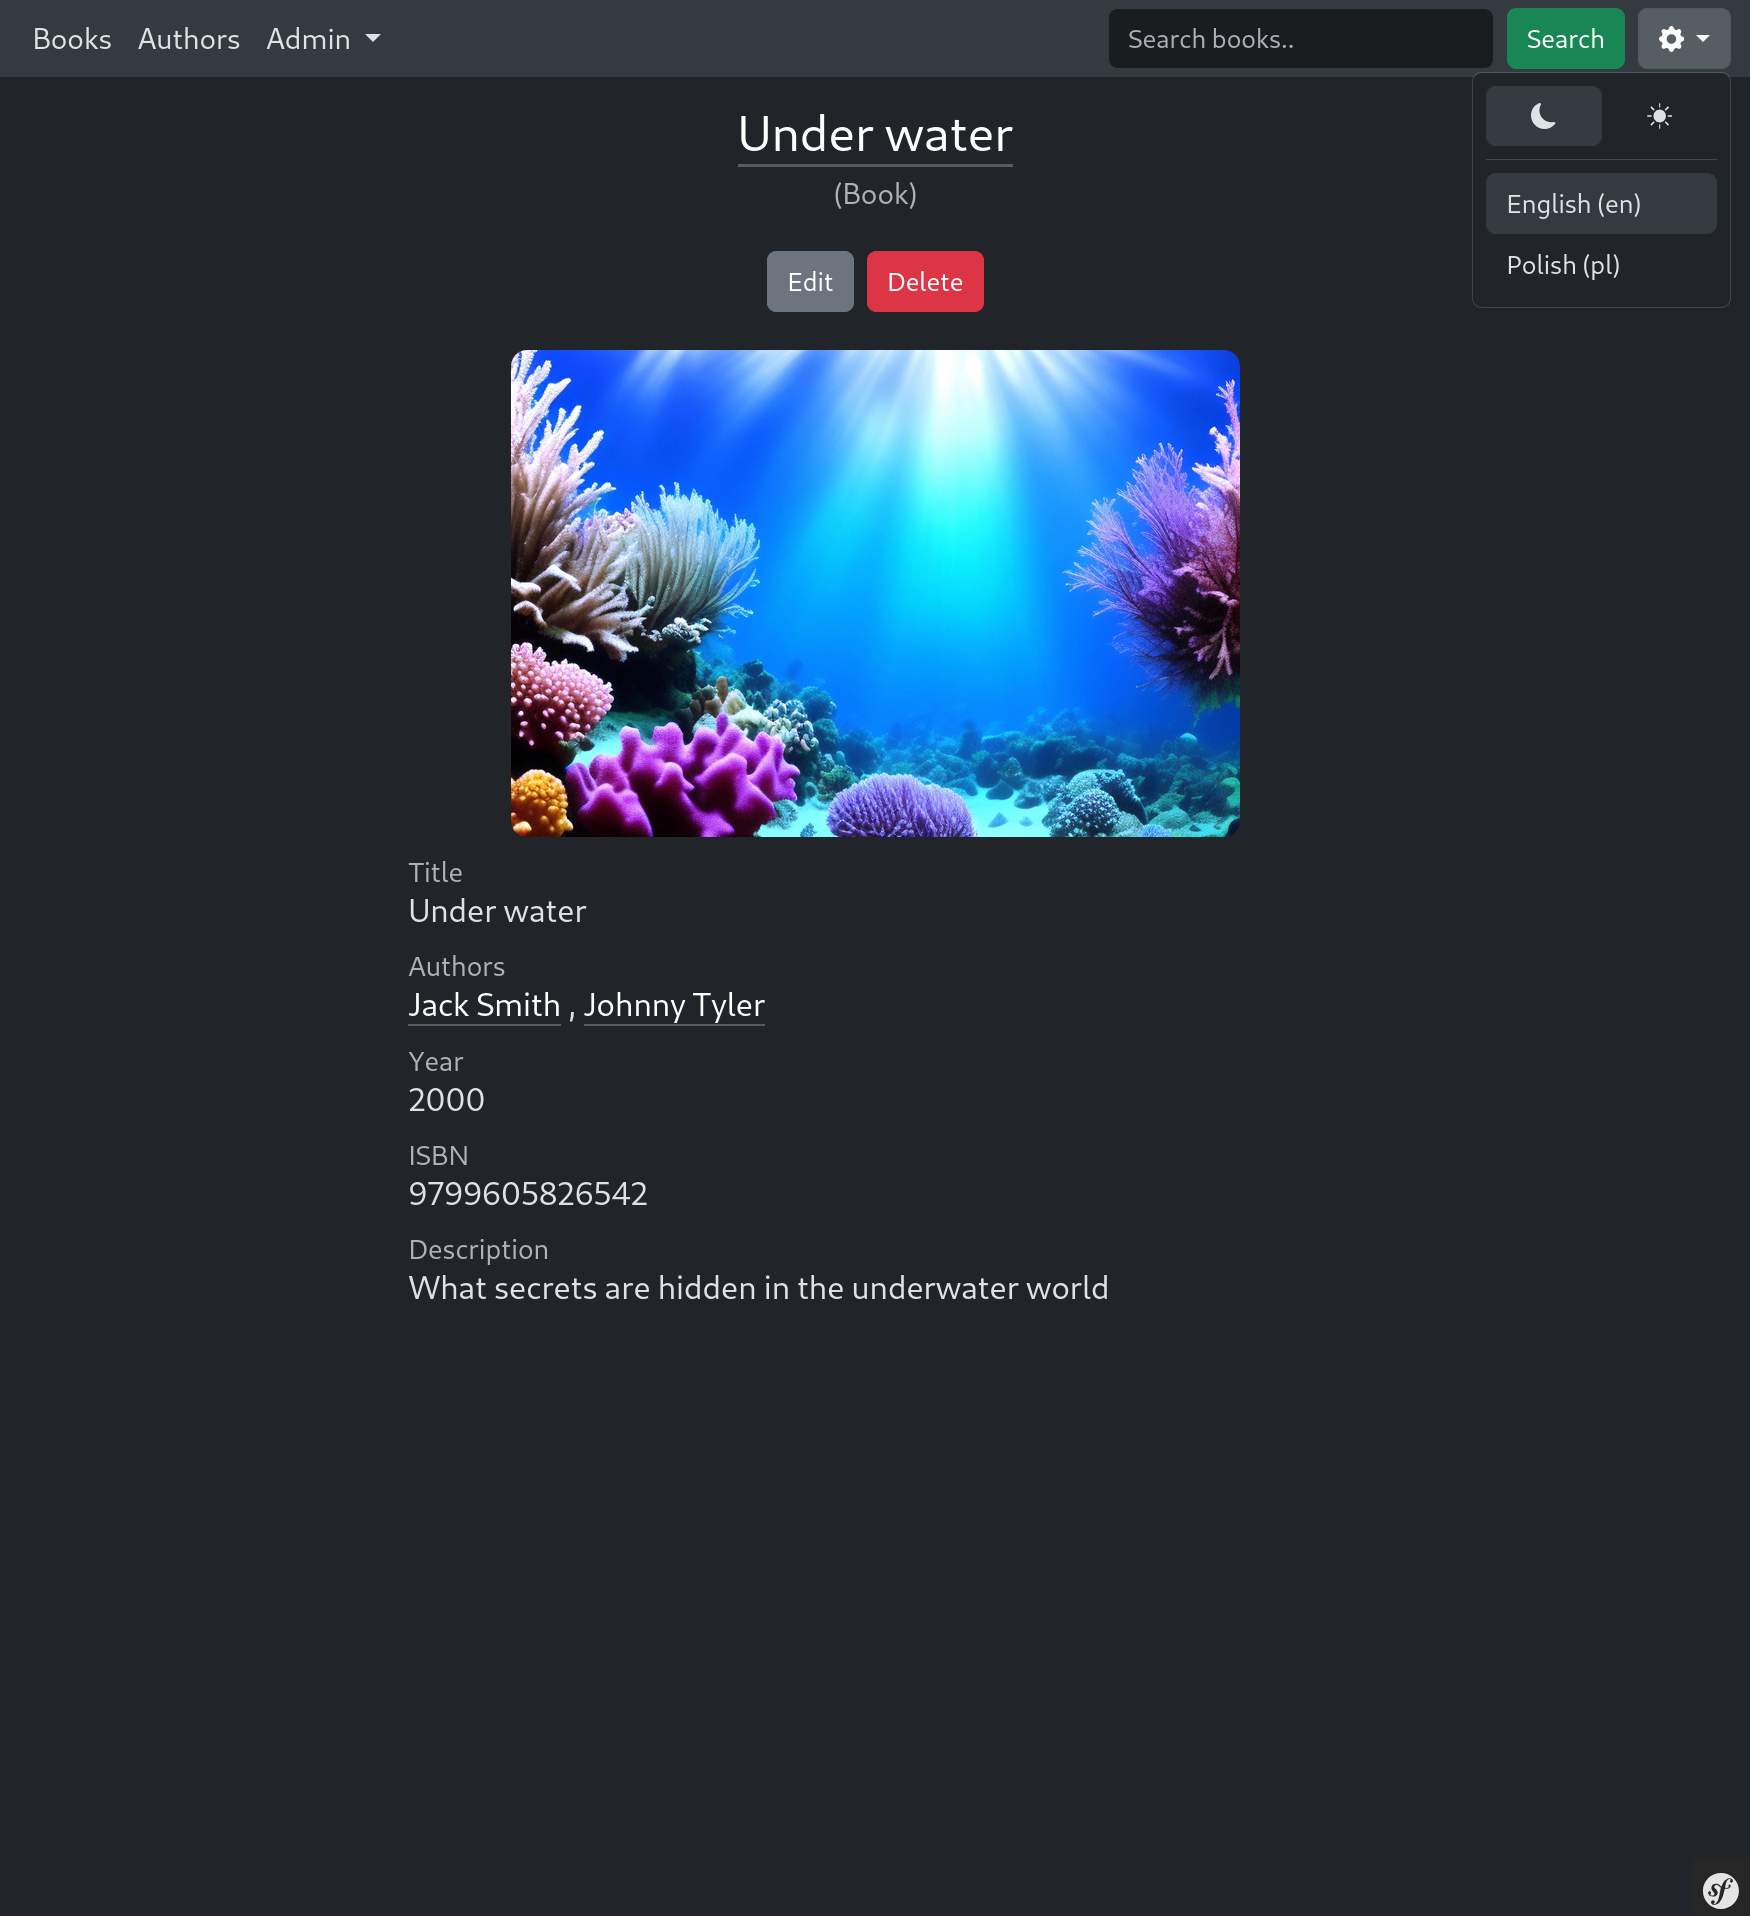 Books Authors Admin Search books.. Search
Under water
(Book)
English (en)
Polish (pl)
Edit Delete
Title
Under water
Authors
Jack Smith , Johnny Tyler
Year
2000
ISBN
9799605826542
Description
What secrets are hidden in the underwater world
sf